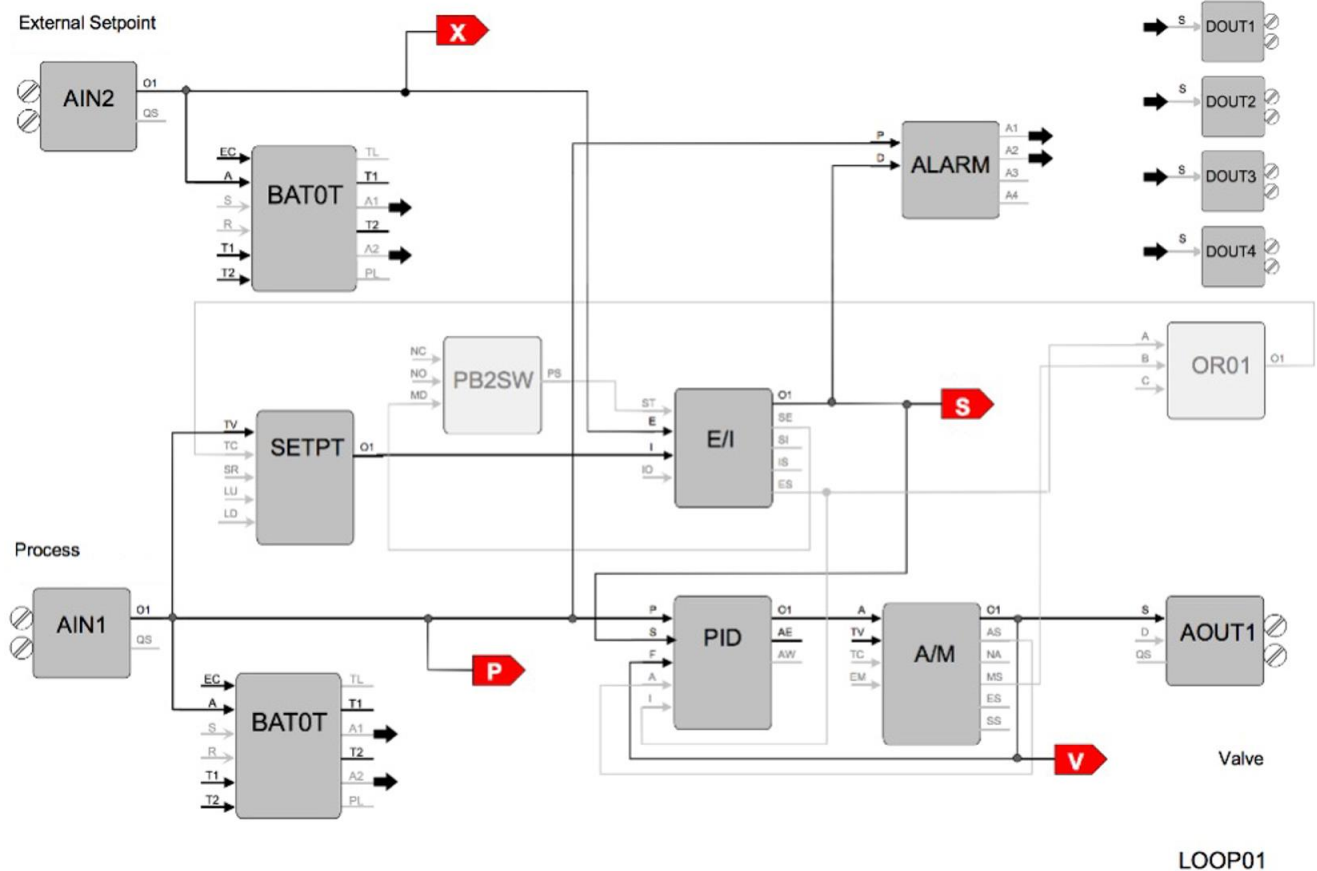 External Setpoint
X
AIN2
O1
QS
EC
A
S
R
T1
T2
BAT0T
TL
T1
A1
T2
A2
PL
P
D
ALARM
A1
A2
A3
A4
S
DOUT1
S
DOUT2
S
DOUT3
S
DOUT4
NC
NO
MD
PB2SW
PS
ST
E
I
IO
E/I
O1
SE
SI
IS
ES
S
A
B
C
OR01
O1
TV
TC
SR
LU
LD
SETPT
O1
Process
AIN1
O1
QS
P
P
S
F
A
I
PID
O1
AE
AW
A
TV
TC
EM
A/M
O1
AS
NA
MS
ES
SS
S
D
QS
AOUT1
EC
A
S
R
T1
T2
BAT0T
TL
T1
A1
T2
A2
PL
V
Valve
LOOP01